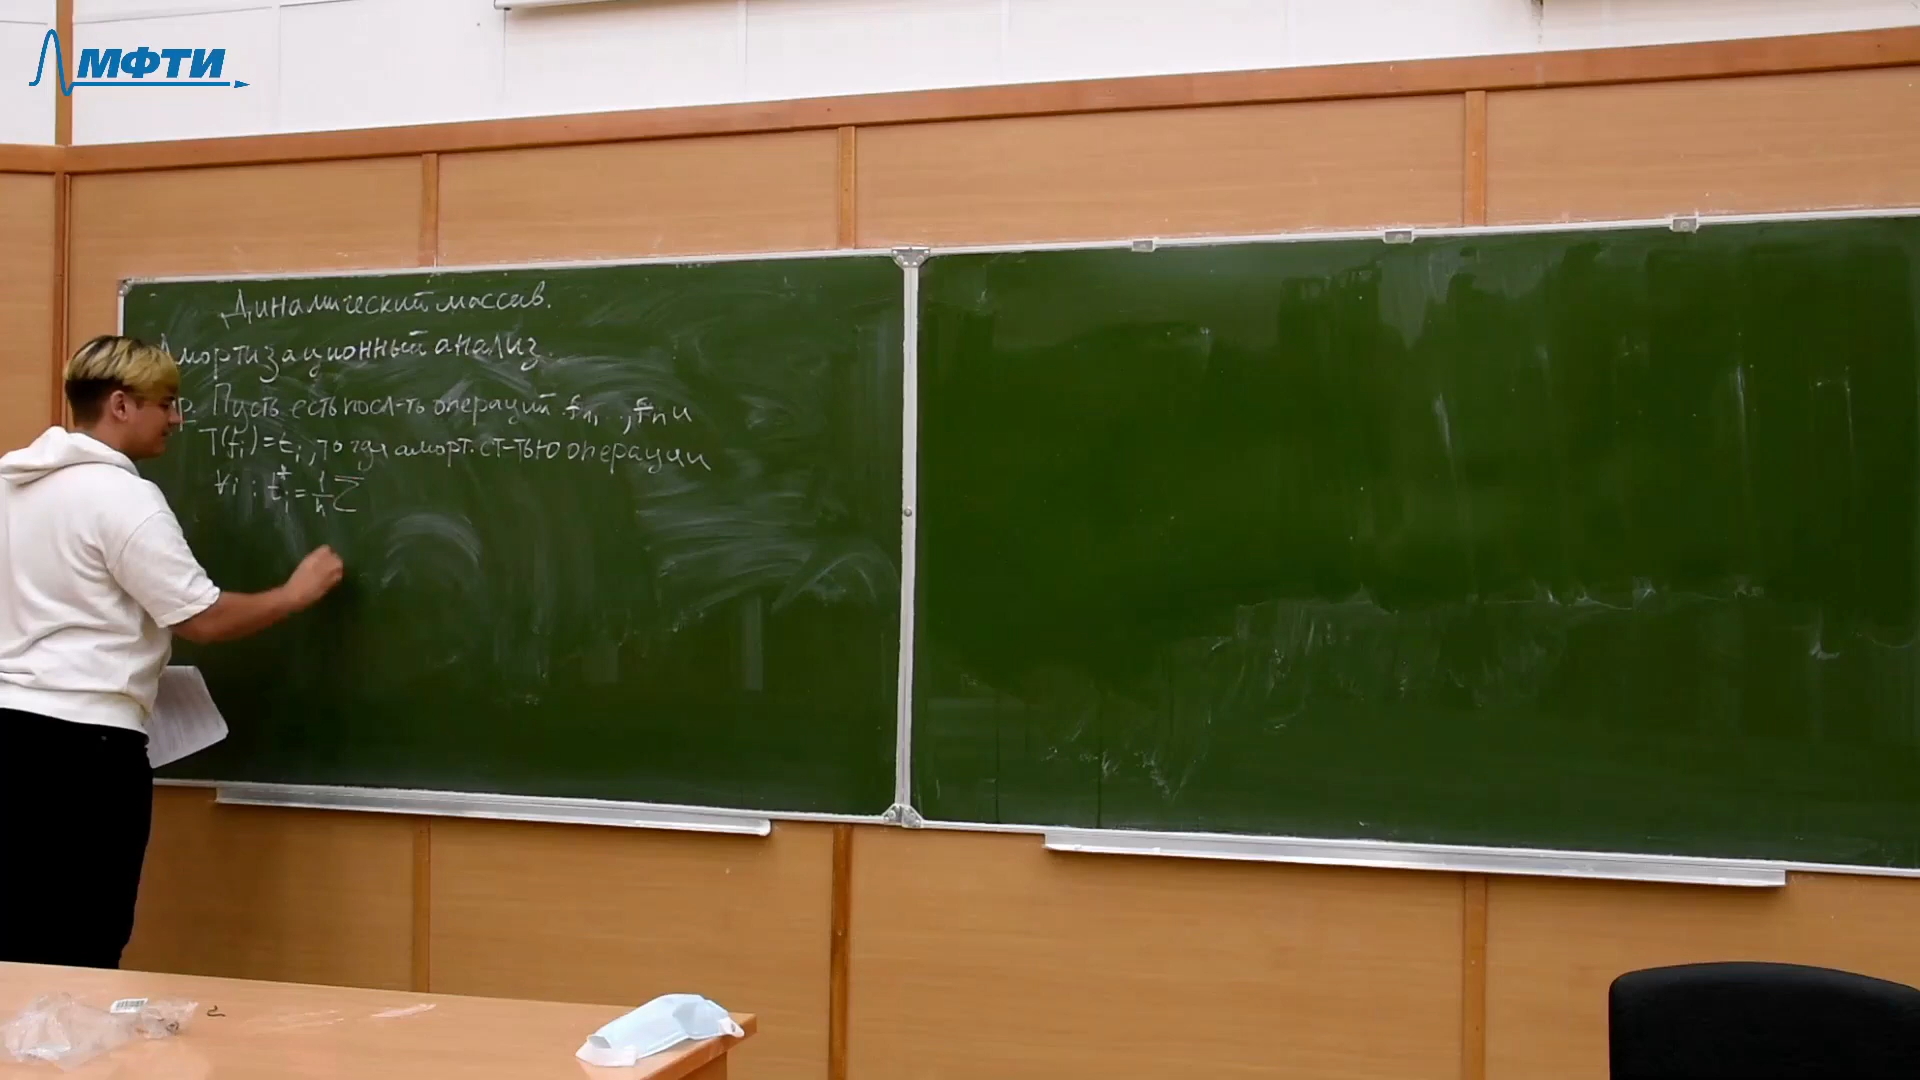 МФТИ
Динамический массив.
Амортизационный анализ.
р. Пусть есть посл-ть операций f₁, ..., fₙ и
T(fᵢ) = tᵢ, тогда аморт. ст-тью операции
∀i : tᵢ* = 1/n Σ